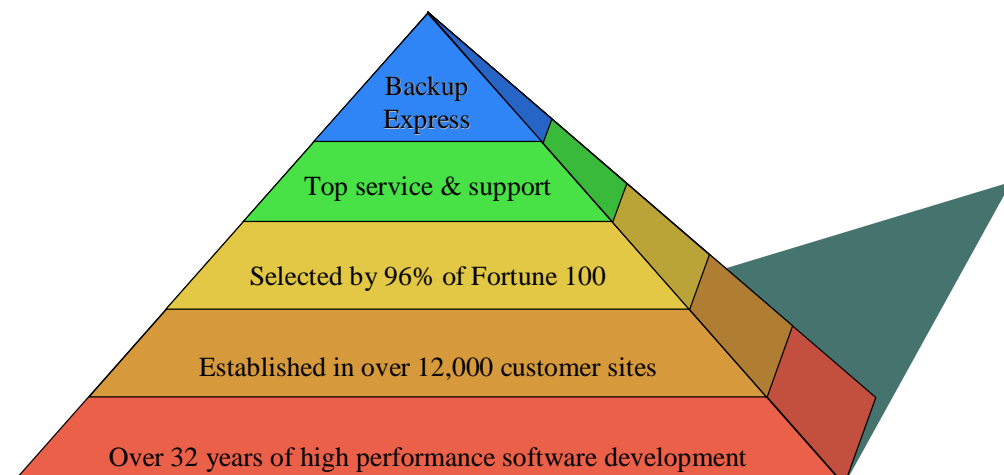 Backup
Express
Top service & support
Selected by 96% of Fortune 100
Established in over 12,000 customer sites
Over 32 years of high performance software development